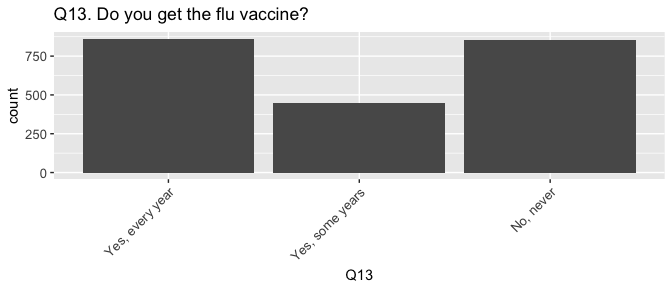 Q13. Do you get the flu vaccine?
750
500
250
0
count
Yes, every year
Yes, some years
No, never
Q13